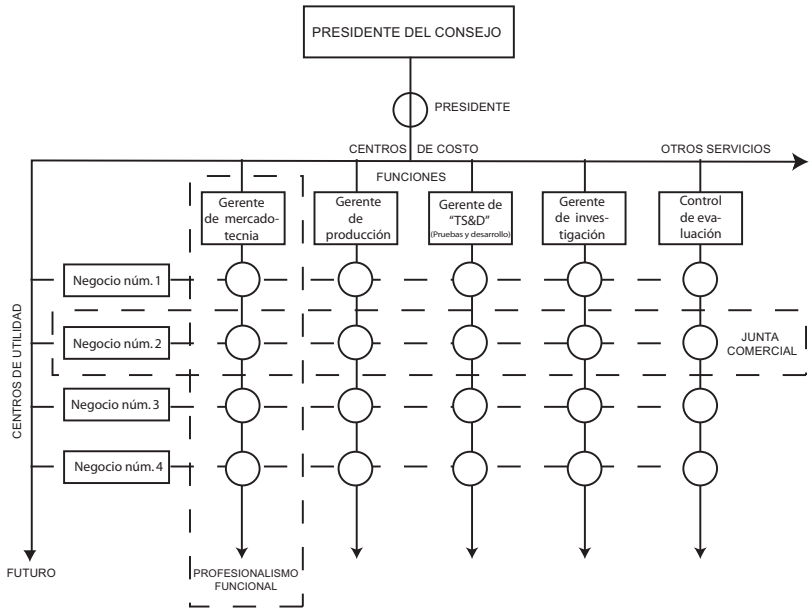 PRESIDENTE DEL CONSEJO
PRESIDENTE
CENTROS DE COSTO
OTROS SERVICIOS
FUNCIONES
Gerente
de mercado-
tecnia
Gerente
de
producción
Gerente de
“TS&D”
(Pruebas y desarrollo)
Gerente
de inves-
tigación
Control
de eva-
luación
CENTROS DE UTILIDAD
Negocio núm. 1
Negocio núm. 2
JUNTA
COMERCIAL
Negocio núm. 3
Negocio núm. 4
FUTURO
PROFESIONALISMO
FUNCIONAL